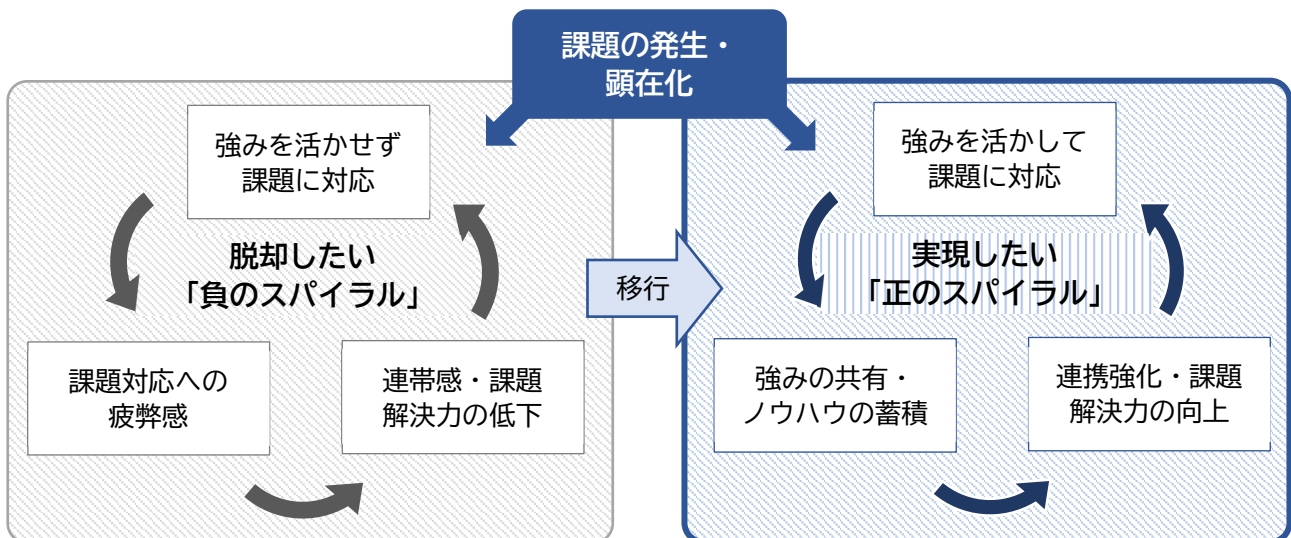 課題の発生・
顕在化
強みを活かせず
課題に対応
脱却したい
「負のスパイラル」
課題対応への
疲弊感
連帯感・課題
解決力の低下
移行
強みを活かして
課題に対応
実現したい
「正のスパイラル」
強みの共有・
ノウハウの蓄積
連携強化・課題
解決力の向上